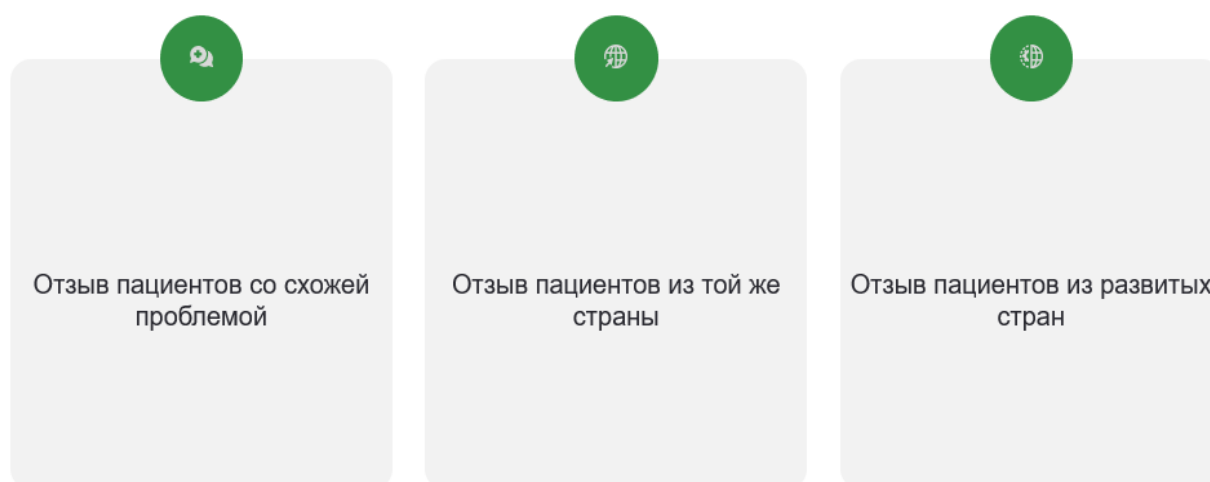 Отзыв пациентов со схожей
проблемой
Отзыв пациентов из той же
страны
Отзыв пациентов из развитых
стран